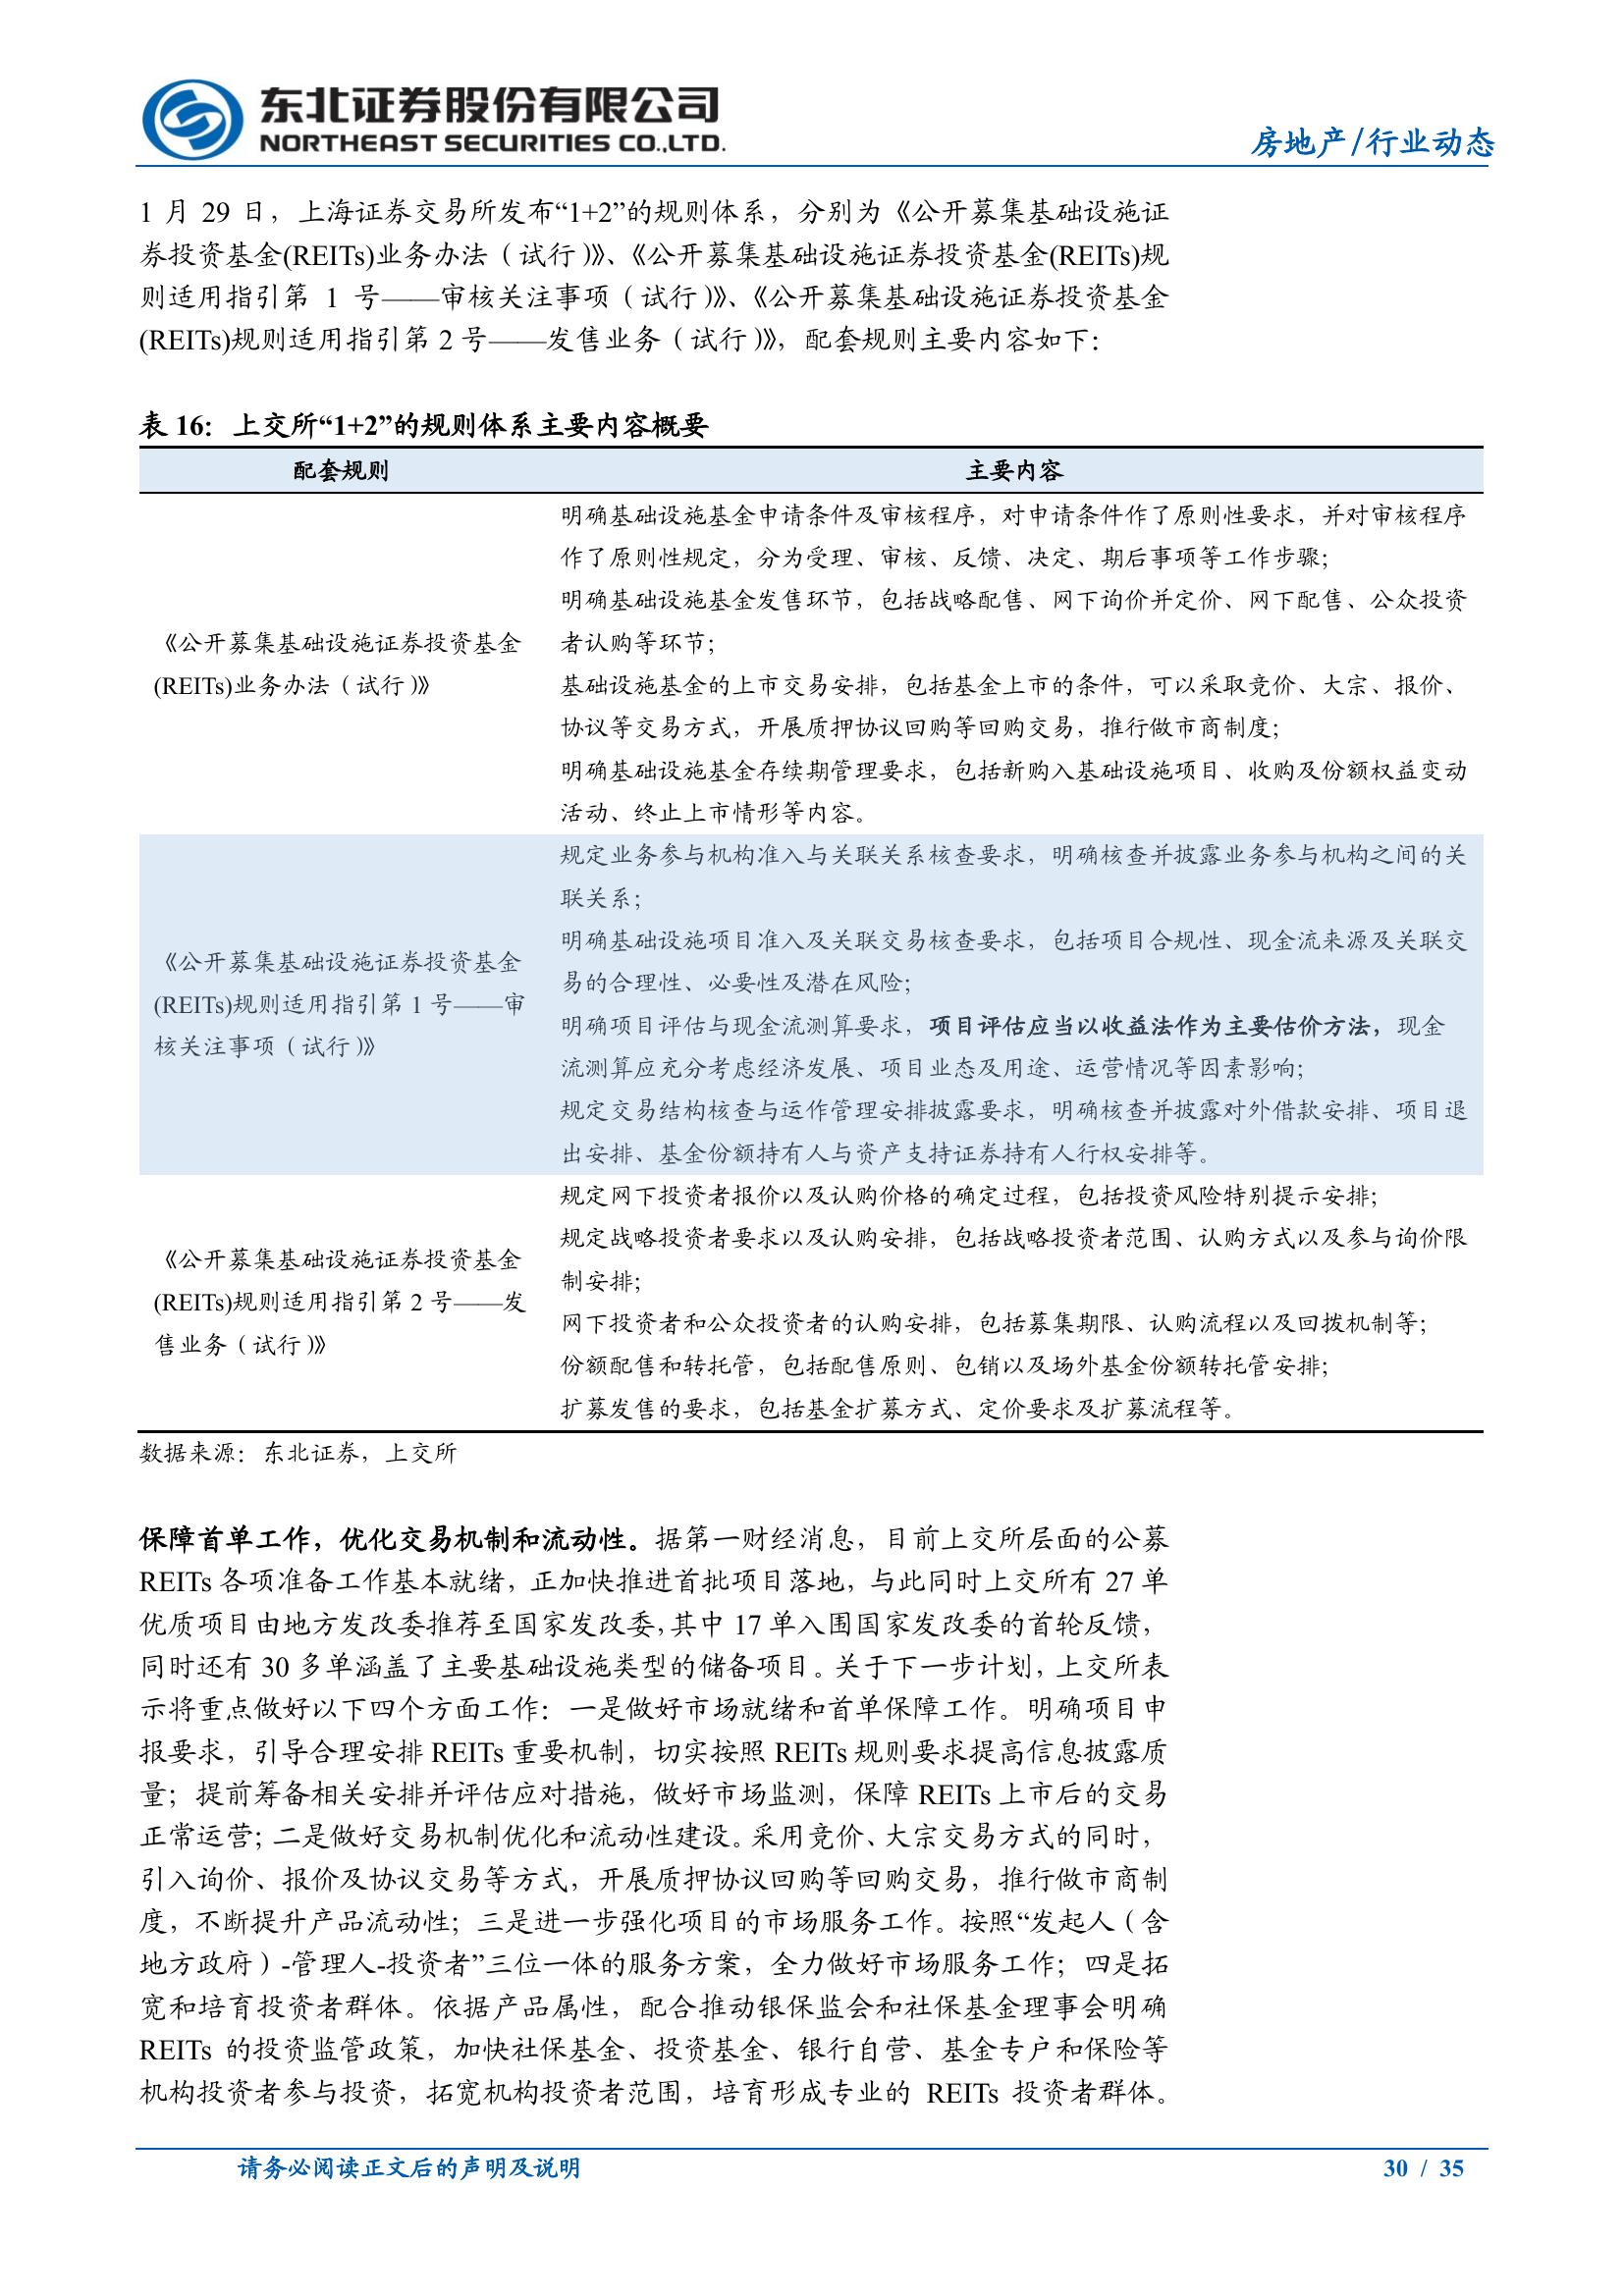 东北证券股份有限公司
NORTHEAST SECURITIES CO.,LTD.
房地产/行业动态
1 月 29 日，上海证券交易所发布“1+2”的规则体系，分别为《公开募集基础设施证
券投资基金(REITs)业务办法（试行）》、《公开募集基础设施证券投资基金(REITs)规
则适用指引第 1 号——审核关注事项（试行）》、《公开募集基础设施证券投资基金
(REITs)规则适用指引第 2 号——发售业务（试行）》，配套规则主要内容如下：
表 16：上交所“1+2”的规则体系主要内容概要
配套规则
主要内容
《公开募集基础设施证券投资基金
(REITs)业务办法（试行）》
明确基础设施基金申请条件及审核程序，对申请条件作了原则性要求，并对审核程序
作了原则性规定，分为受理、审核、反馈、决定、期后事项等工作步骤；
明确基础设施基金发售环节，包括战略配售、网下询价并定价、网下配售、公众投资
者认购等环节；
基础设施基金的上市交易安排，包括基金上市的条件，可以采取竞价、大宗、报价、
协议等交易方式，开展质押协议回购等回购交易，推行做市商制度；
明确基础设施基金存续期管理要求，包括新购入基础设施项目、收购及份额权益变动
活动、终止上市情形等内容。
《公开募集基础设施证券投资基金
(REITs)规则适用指引第 1 号——审
核关注事项（试行）》
规定业务参与机构准入与关联关系核查要求，明确核查并披露业务参与机构之间的关
联关系；
明确基础设施项目准入及关联交易核查要求，包括项目合规性、现金流来源及关联交
易的合理性、必要性及潜在风险；
明确项目评估与现金流测算要求，项目评估应当以收益法作为主要估价方法，现金
流测算应充分考虑经济发展、项目业态及用途、运营情况等因素影响；
规定交易结构核查与运作管理安排披露要求，明确核查并披露对外借款安排、项目退
出安排、基金份额持有人与资产支持证券持有人行权安排等。
《公开募集基础设施证券投资基金
(REITs)规则适用指引第 2 号——发
售业务（试行）》
规定网下投资者报价以及认购价格的确定过程，包括投资风险特别提示安排；
规定战略投资者要求以及认购安排，包括战略投资者范围、认购方式以及参与询价限
制安排；
网下投资者和公众投资者的认购安排，包括募集期限、认购流程以及回拨机制等；
份额配售和转托管，包括配售原则、包销以及场外基金份额转托管安排；
扩募发售的要求，包括基金扩募方式、定价要求及扩募流程等。
数据来源：东北证券，上交所
保障首单工作，优化交易机制和流动性。据第一财经消息，目前上交所层面的公募
REITs 各项准备工作基本就绪，正加快推进首批项目落地，与此同时上交所有 27 单
优质项目由地方发改委推荐至国家发改委，其中 17 单入围国家发改委的首轮反馈，
同时还有 30 多单涵盖了主要基础设施类型的储备项目。关于下一步计划，上交所表
示将重点做好以下四个方面工作：一是做好市场就绪和首单保障工作。明确项目申
报要求，引导合理安排 REITs 重要机制，切实按照 REITs 规则要求提高信息披露质
量；提前筹备相关安排并评估应对措施，做好市场监测，保障 REITs 上市后的交易
正常运营；二是做好交易机制优化和流动性建设。采用竞价、大宗交易方式的同时，
引入询价、报价及协议交易等方式，开展质押协议回购等回购交易，推行做市商制
度，不断提升产品流动性；三是进一步强化项目的市场服务工作。按照“发起人（含
地方政府）-管理人-投资者”三位一体的服务方案，全力做好市场服务工作；四是拓
宽和培育投资者群体。依据产品属性，配合推动银保监会和社保基金理事会明确
REITs 的投资监管政策，加快社保基金、投资基金、银行自营、基金专户和保险等
机构投资者参与投资，拓宽机构投资者范围，培育形成专业的 REITs 投资者群体。
请务必阅读正文后的声明及说明
30 / 35